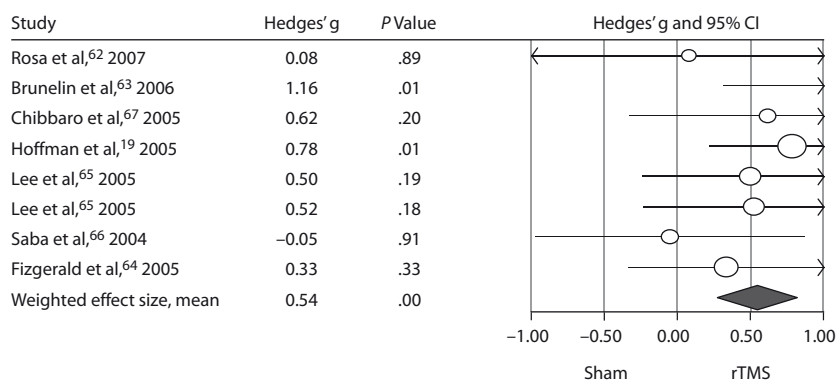 Study Hedges’ g P Value Hedges’ g and 95% CI
Rosa et al,62 2007 0.08 .89
Brunelin et al,63 2006 1.16 .01
Chibbaro et al,67 2005 0.62 .20
Hoffman et al,19 2005 0.78 .01
Lee et al,65 2005 0.50 .19
Lee et al,65 2005 0.52 .18
Saba et al,66 2004 –0.05 .91
Fizgerald et al,64 2005 0.33 .33
Weighted effect size, mean 0.54 .00
–1.00 –0.50 0.00 0.50 1.00
Sham rTMS